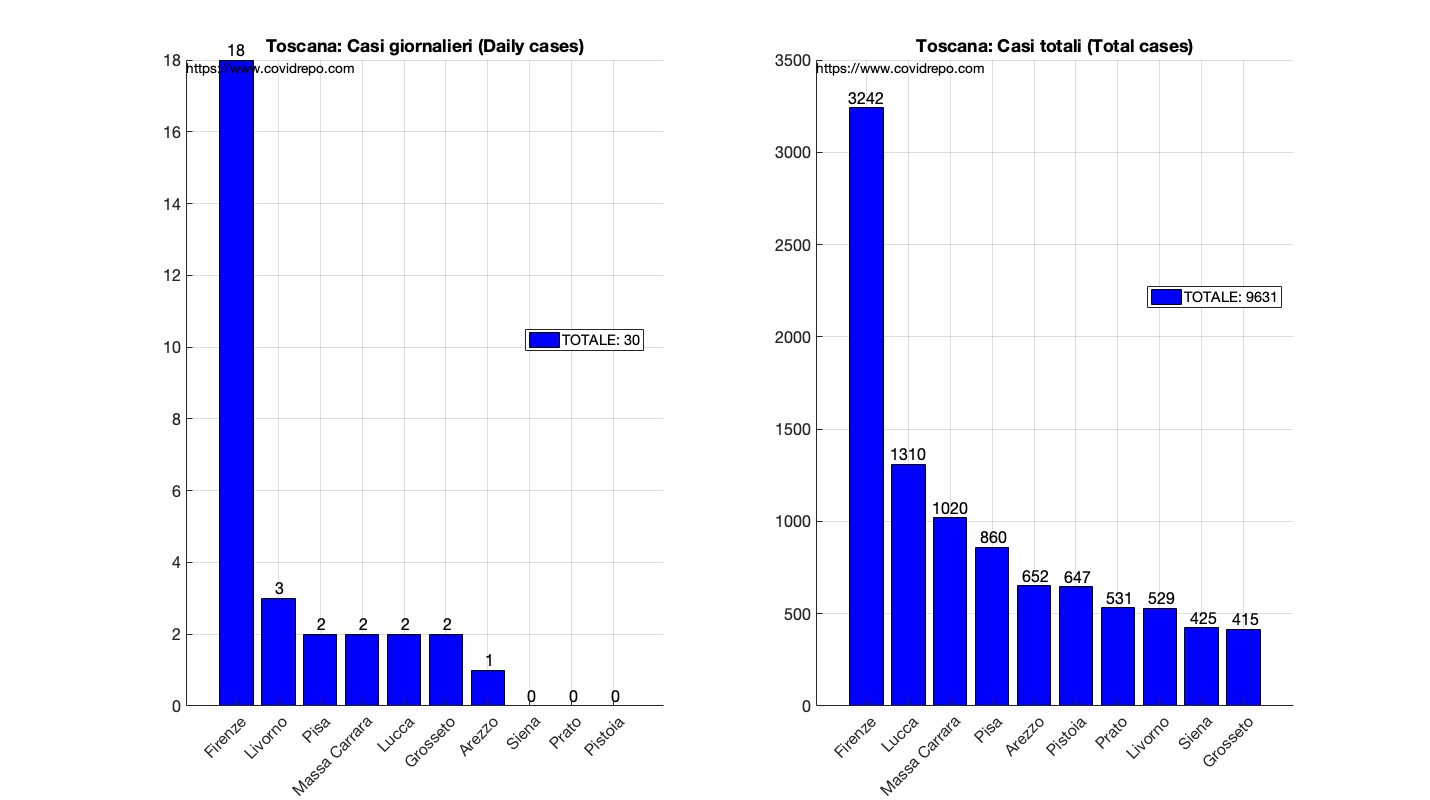 Toscana: Casi giornalieri (Daily cases)
https://www.covidrepo.com
18
16
14
12
10
8
6
4
2
0
18
3
2
2
2
2
1
0
0
0
TOTALE: 30
Firenze
Livorno
Pisa
Massa Carrara
Lucca
Grosseto
Arezzo
Siena
Prato
Pistoia
Toscana: Casi totali (Total cases)
https://www.covidrepo.com
3500
3000
2500
2000
1500
1000
500
0
3242
1310
1020
860
652
647
531
529
425
415
TOTALE: 9631
Firenze
Lucca
Massa Carrara
Pisa
Arezzo
Pistoia
Prato
Livorno
Siena
Grosseto